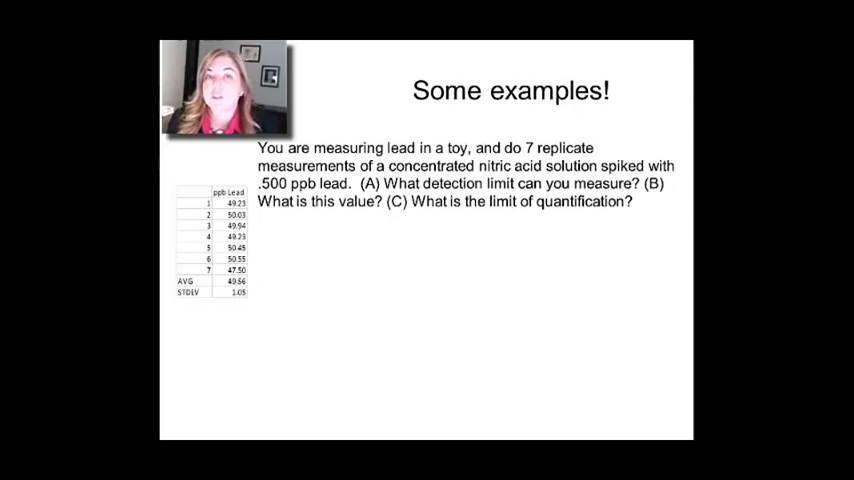 Some examples!
You are measuring lead in a toy, and do 7 replicate
measurements of a concentrated nitric acid solution spiked with
.500 ppb lead. (A) What detection limit can you measure? (B)
What is this value? (C) What is the limit of quantification?
ppb Lead
1 49.23
2 50.03
3 49.94
4 49.23
5 50.45
6 50.55
7 47.50
AVG 49.56
STDEV 1.05